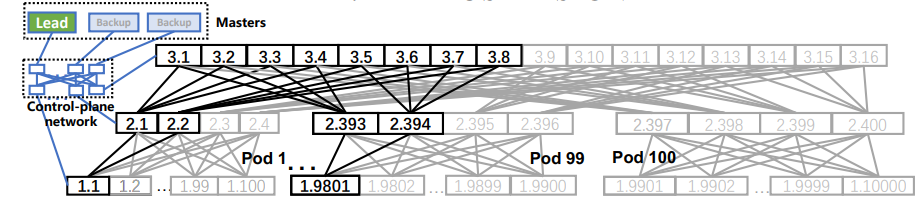 Lead Backup Backup Masters
3.1 3.2 3.3 3.4 3.5 3.6 3.7 3.8 3.9 3.10 3.11 3.12 3.13 3.14 3.15 3.16
Control-plane
network
2.1 2.2 2.3 2.4 2.393 2.394 2.395 2.396 2.397 2.398 2.399 2.400
Pod 1 ... Pod 99 Pod 100
1.1 1.2 ... 1.99 1.100 1.9801 1.9802 ... 1.9899 1.9900 1.9901 1.9902 ... 1.9999 1.10000